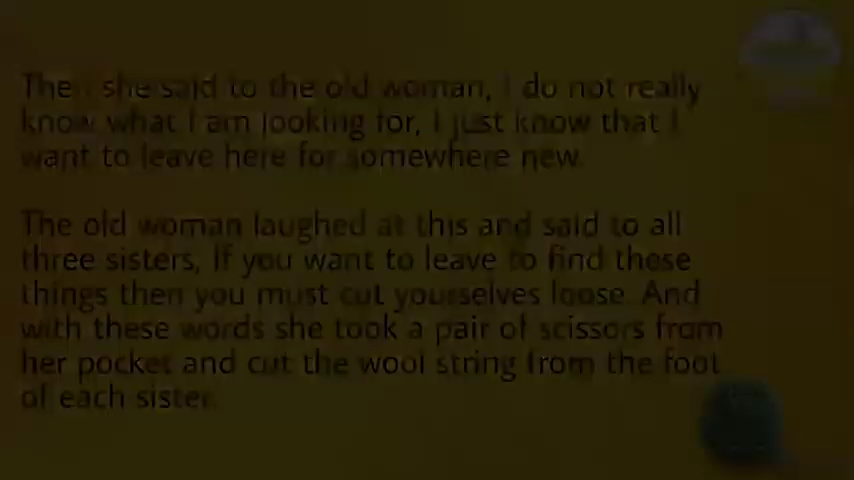 Then she said to the old woman, I do not really
know what I am looking for, I just know that I
want to leave here for somewhere new.
The old woman laughed at this and said to all
three sisters, If you want to leave to find these
things then you must cut yourselves loose. And
with these words she took a pair of scissors from
her pocket and cut the wool string from the foot
of each sister.